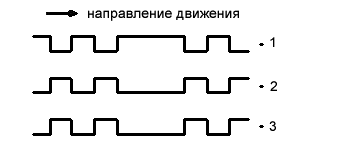 направление движения
- 1
- 2
- 3